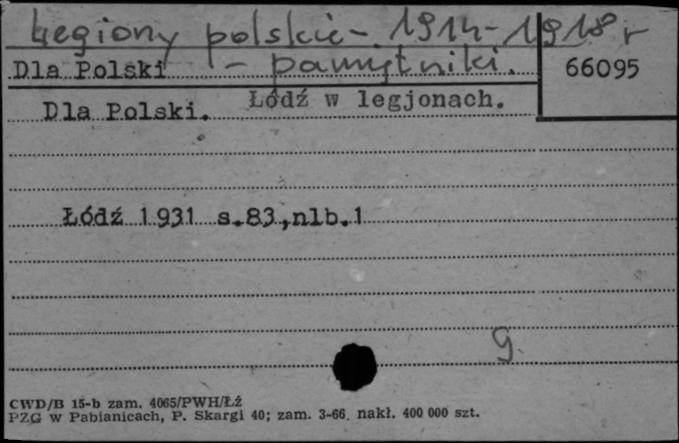 Legiony polskie - 1914-1918 r
- pamiętniki.
Dla Polski
66095
Dla Polski. Łódź w legjonach.
Łódź 1931 s.83,nlb.1
9
CWD/B 15-b zam. 4065/PWH/Łź
PZG w Pabianicach, P. Skargi 40; zam. 3-66, nakł. 400 000 szt.